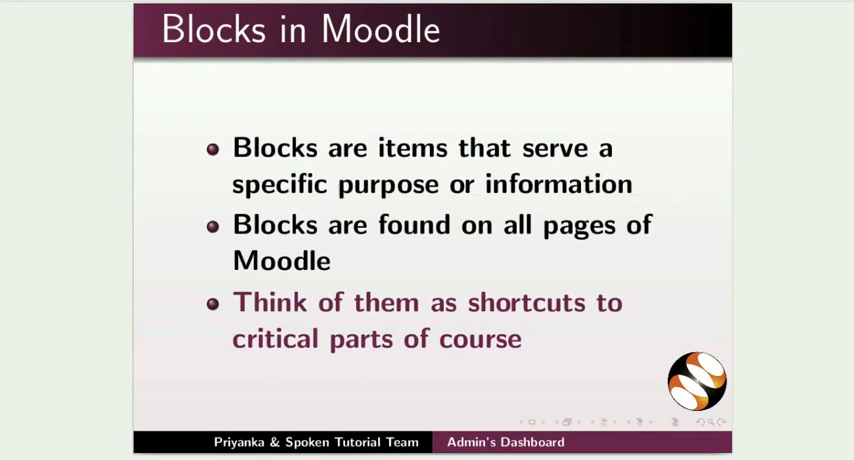 Blocks in Moodle
Blocks are items that serve a
specific purpose or information
Blocks are found on all pages of
Moodle
Think of them as shortcuts to
critical parts of course
Priyanka & Spoken Tutorial Team
Admin's Dashboard